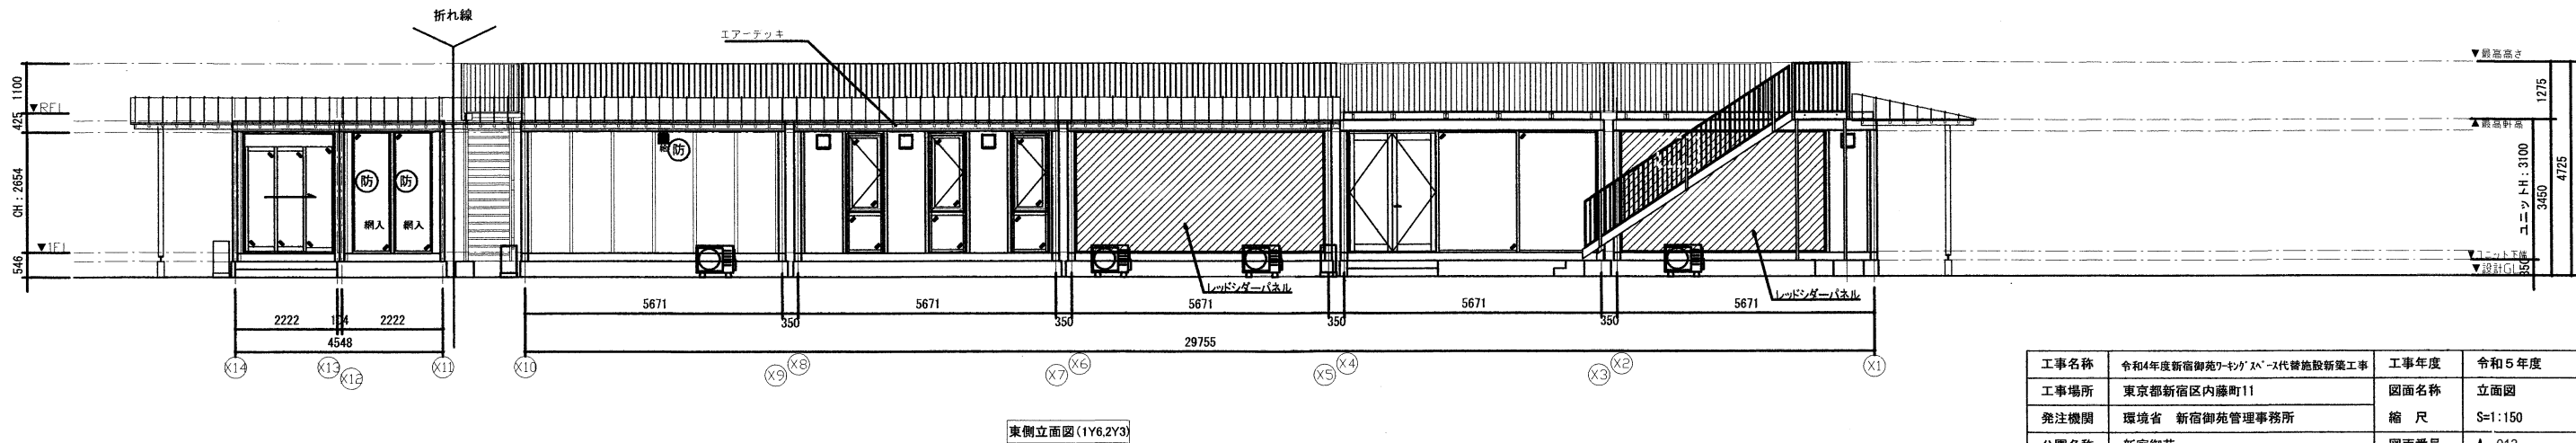 折れ線
エアーデッキ
▼最高高さ
1100
▼RFL
425
CH：2654
▼1FL
546
防
防
網入
網入
防
レッドシダーパネル
レッドシダーパネル
1275
▼最高軒高
ユニットH：3100
3450
4725
350
▼設計GL
2222
104
2222
4548
5671
350
5671
350
5671
350
5671
350
5671
29755
X14
X13
X12
X11
X10
X9
X8
X7
X6
X5
X4
X3
X2
X1
東側立面図(1Y6,2Y3)
工事名称 令和4年度新宿御苑ワーキングスペース代替施設新築工事 工事年度 令和５年度
工事場所 東京都新宿区内藤町11 図面名称 立面図
発注機関 環境省 新宿御苑管理事務所 縮 尺 S=1:150